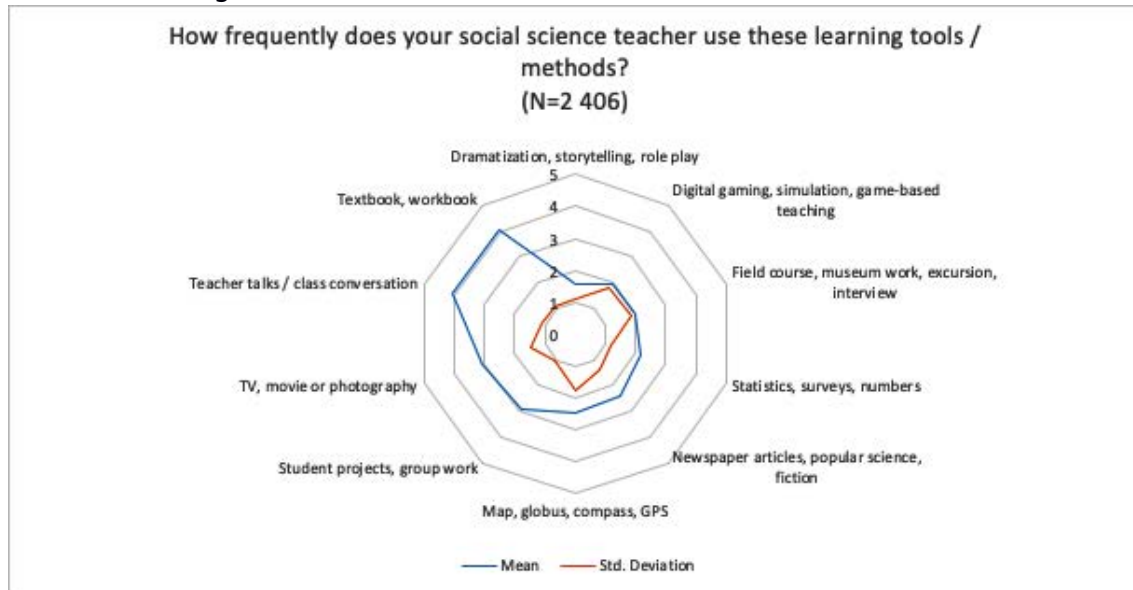 How frequently does your social science teacher use these learning tools /
methods?
(N=2 406)
Dramatization, storytelling, role play
Digital gaming, simulation, game-based
teaching
Field course, museum work, excursion,
interview
Statistics, surveys, numbers
Newspaper articles, popular science,
fiction
Map, globus, compass, GPS
Student projects, group work
TV, movie or photography
Teacher talks / class conversation
Textbook, workbook
5
4
3
2
1
0
Mean
Std. Deviation